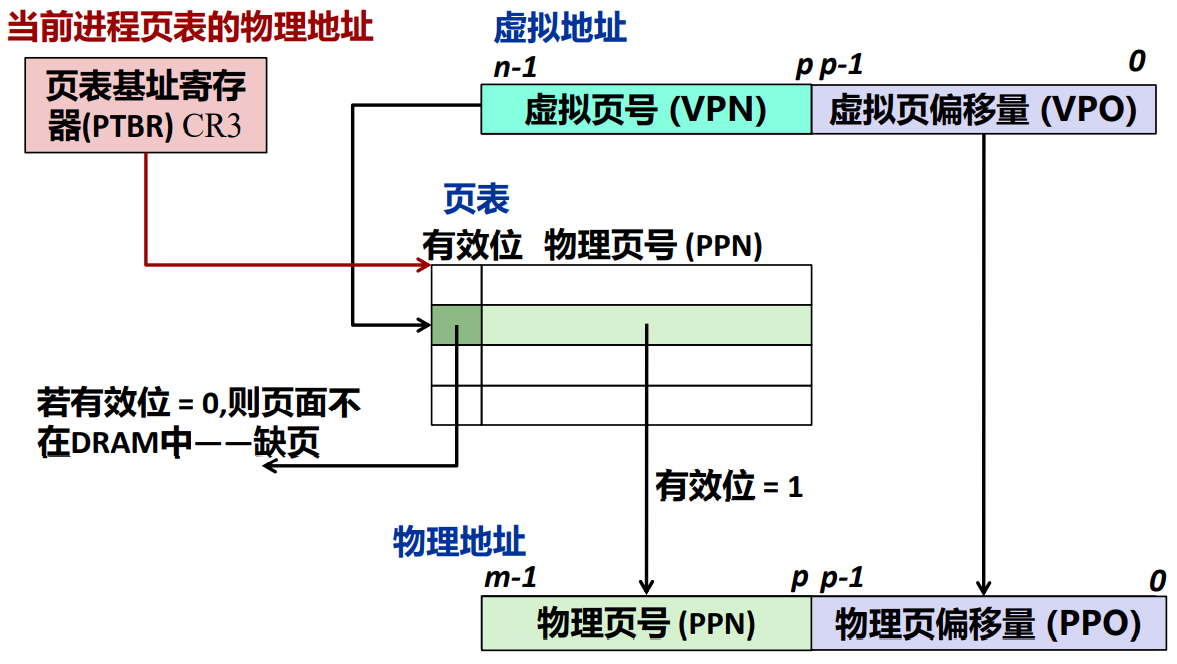 当前进程页表的物理地址
虚拟地址
n-1 p p-1 0
页表基址寄存
器(PTBR) CR3
虚拟页号 (VPN) 虚拟页偏移量 (VPO)
页表
有效位 物理页号 (PPN)
若有效位 = 0,则页面不
在DRAM中——缺页
有效位 = 1
物理地址
m-1 p p-1 0
物理页号 (PPN) 物理页偏移量 (PPO)